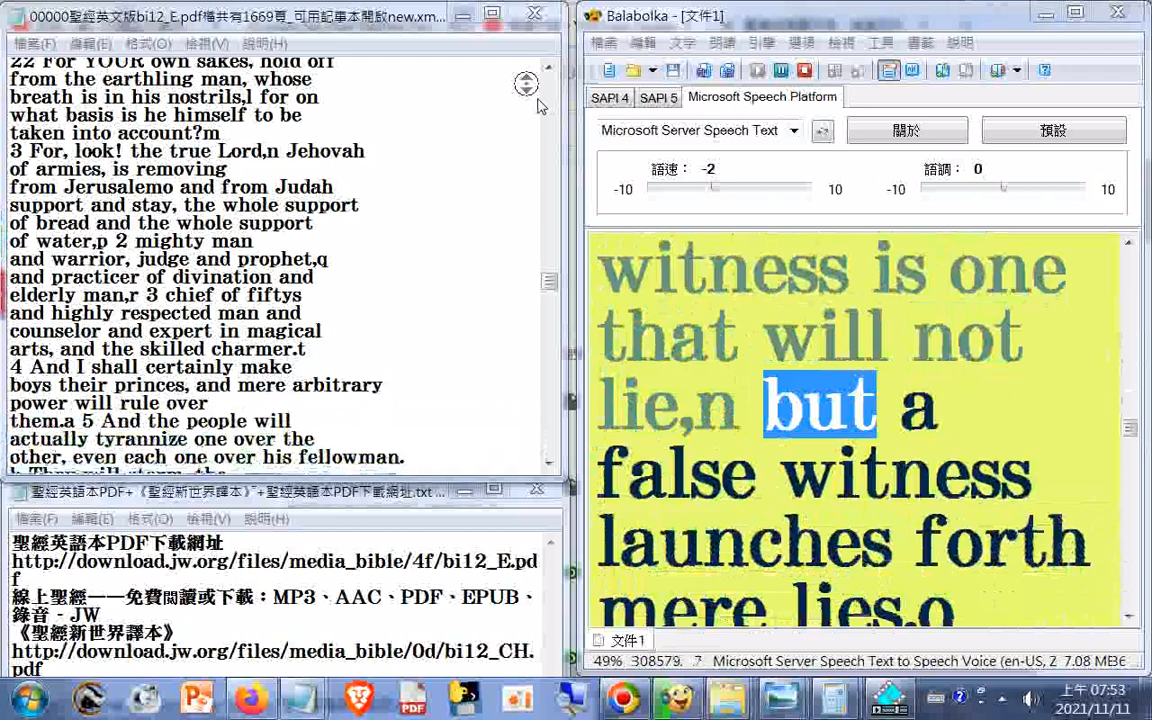 00000聖經英文版bi12_E.pdf檔共有1669頁_可用記事本開啟new.xm...
檔案(F) 編輯(E) 格式(O) 檢視(V) 說明(H)
22 For YOUR own sakes, hold off
from the earthling man, whose
breath is in his nostrils,l for on
what basis is he himself to be
taken into account?m
3 For, look! the true Lord,n Jehovah
of armies, is removing
from Jerusalemo and from Judah
support and stay, the whole support
of bread and the whole support
of water,p 2 mighty man
and warrior, judge and prophet,q
and practicer of divination and
elderly man,r 3 chief of fiftys
and highly respected man and
counselor and expert in magical
arts, and the skilled charmer.t
4 And I shall certainly make
boys their princes, and mere arbitrary
power will rule over
them.a 5 And the people will
actually tyrannize one over the
other, even each one over his fellowman.
b They will storm, the
聖經英語本PDF+《聖經新世界譯本》"+聖經英語本PDF下載網址.txt ...
檔案(F) 編輯(E) 格式(O) 檢視(V) 說明(H)
聖經英語本PDF下載網址
http://download.jw.org/files/media_bible/4f/bi12_E.pd
f
線上聖經——免費閱讀或下載：MP3、AAC、PDF、EPUB、
錄音 - JW
《聖經新世界譯本》
http://download.jw.org/files/media_bible/0d/bi12_CH.
pdf
Balabolka - [文件1]
檔案 編輯 文字 朗讀 引擎 選項 檢視 工具 書籤 說明
SAPI 4 SAPI 5 Microsoft Speech Platform
Microsoft Server Speech Text 關於 預設
語速： -2 語調： 0
-10 10 -10 10
witness is one
that will not
lie,n but a
false witness
launches forth
mere lies.o
文件1
49% 308579. 7 Microsoft Server Speech Text to Speech Voice (en-US, Z 7.08 MB
上午 07:53
2021/11/11